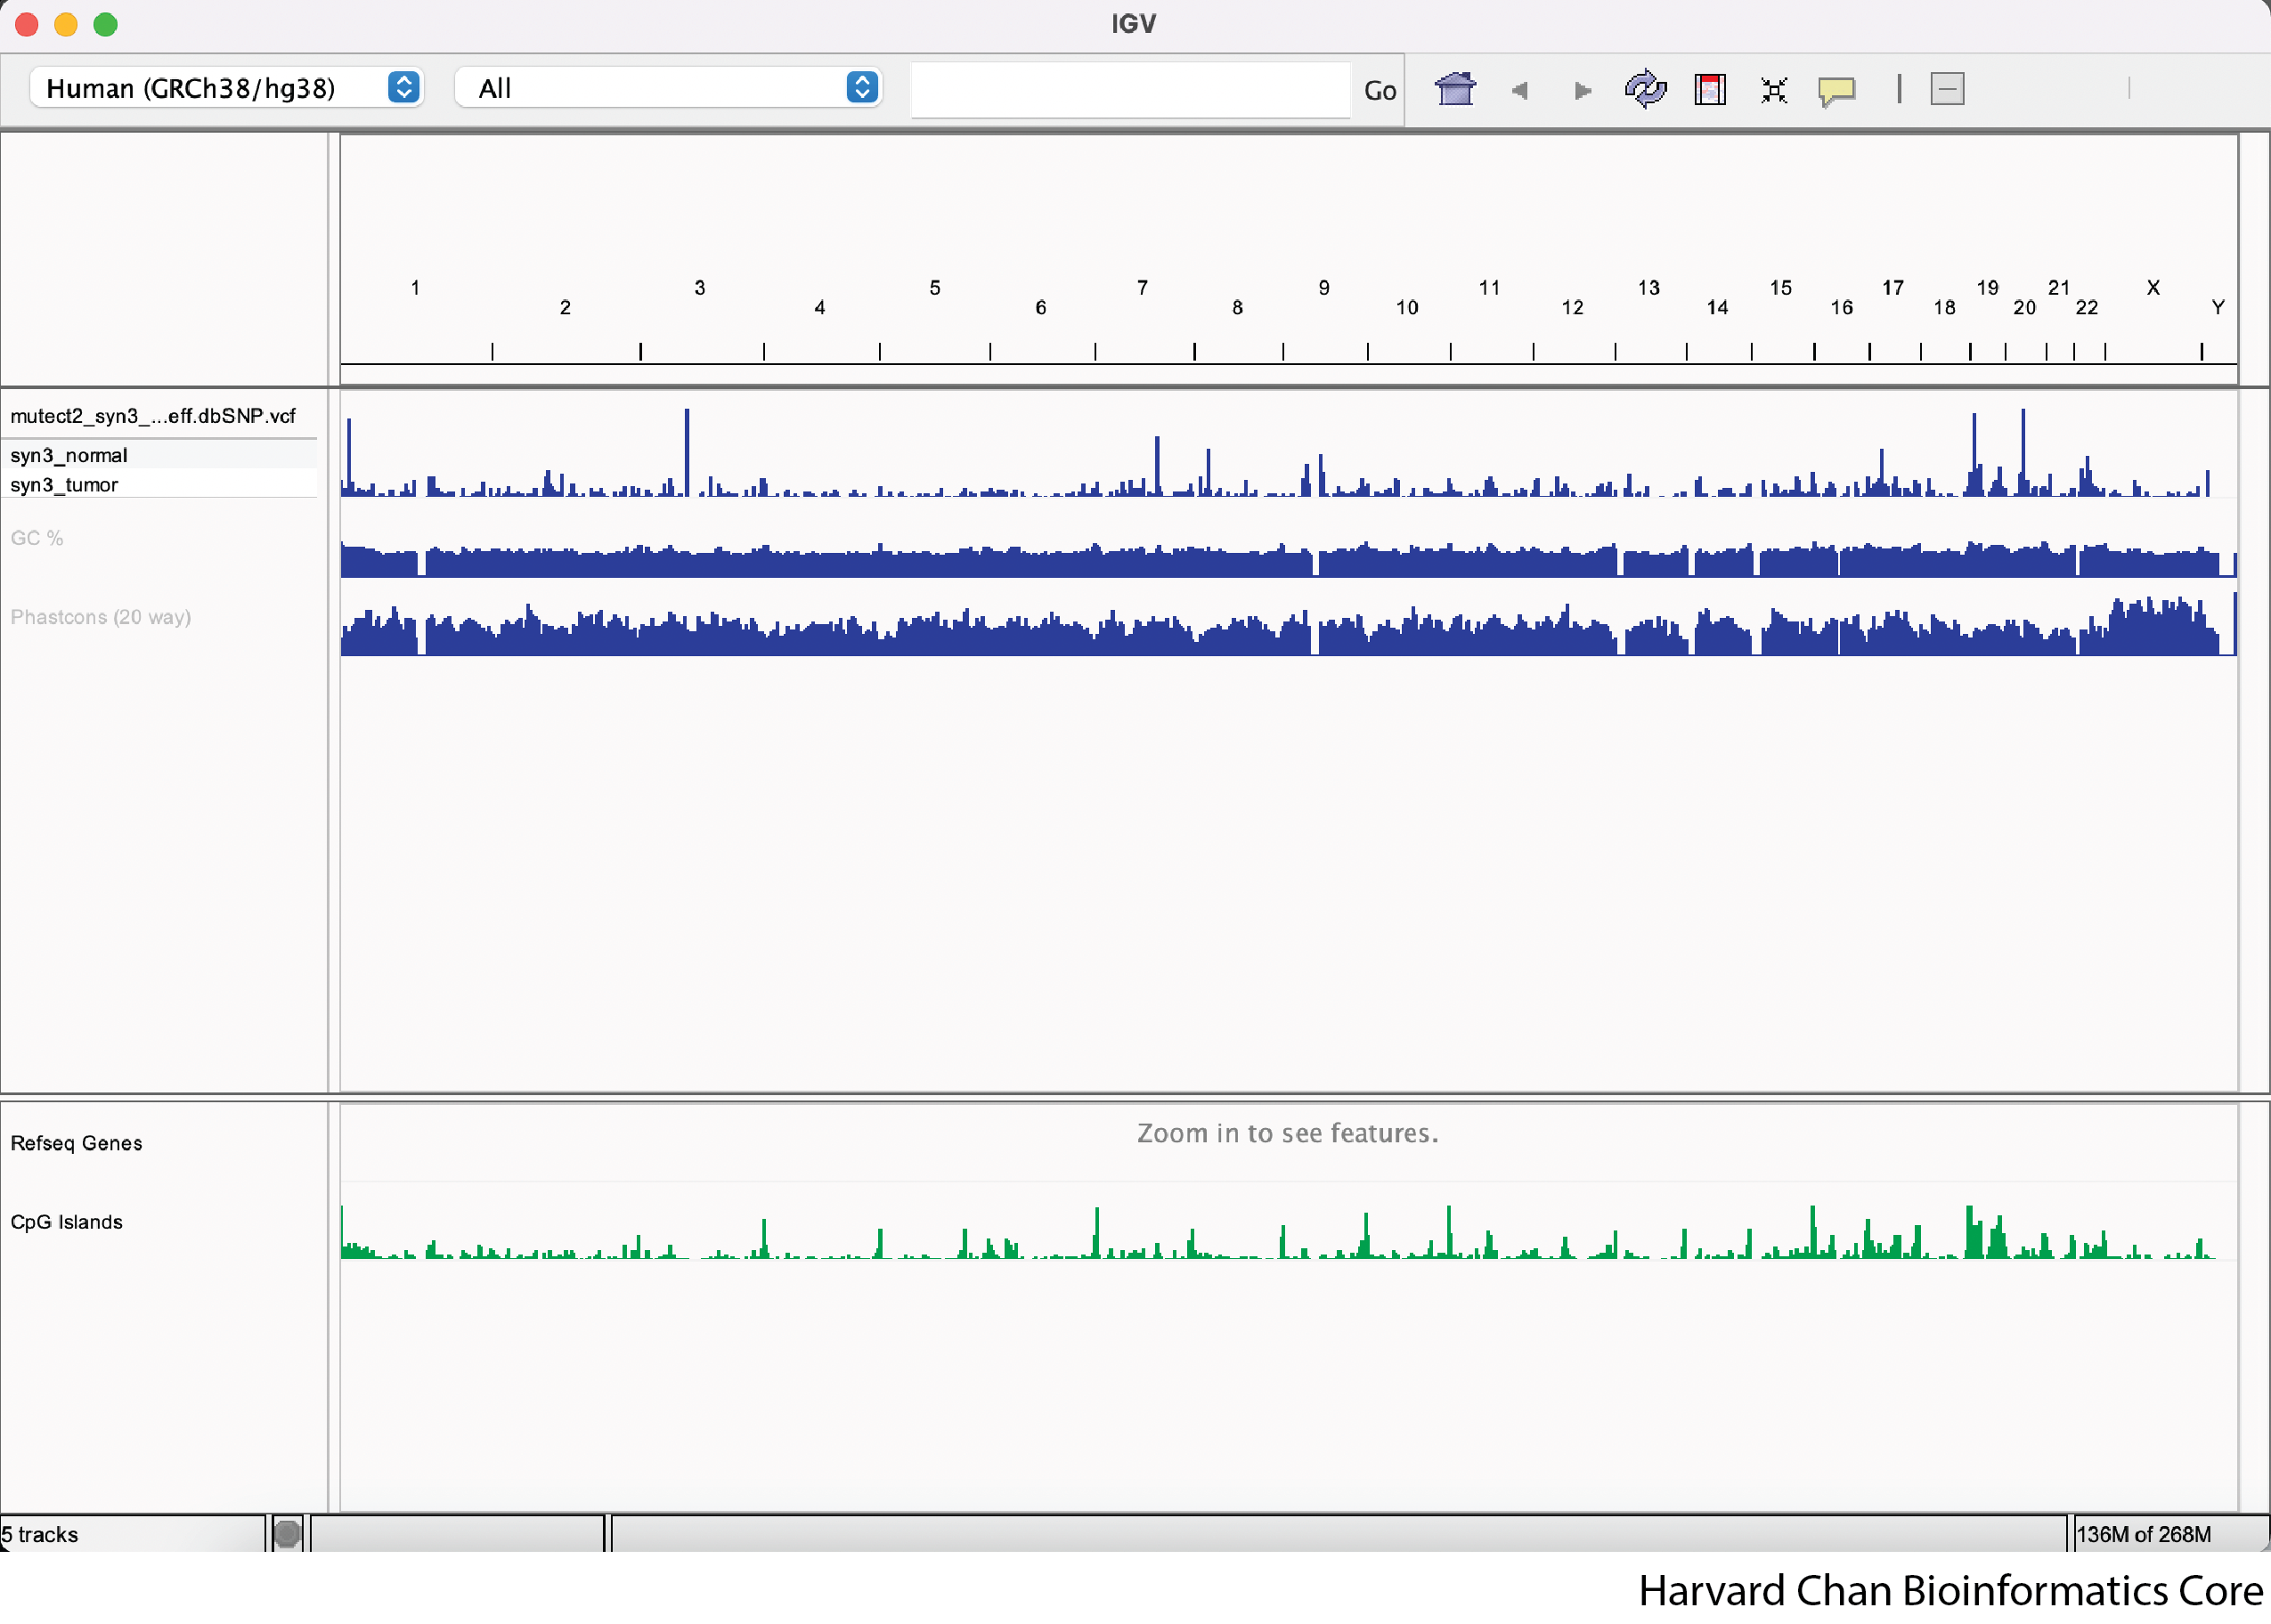 IGV
Human (GRCh38/hg38) All Go
1 3 5 7 9 11 13 15 17 19 21 X
2 4 6 8 10 12 14 16 18 20 22 Y
mutect2_syn3_...eff.dbSNP.vcf
syn3_normal
syn3_tumor
GC %
Phastcons (20 way)
Zoom in to see features.
Refseq Genes
CpG Islands
5 tracks 136M of 268M
Harvard Chan Bioinformatics Core